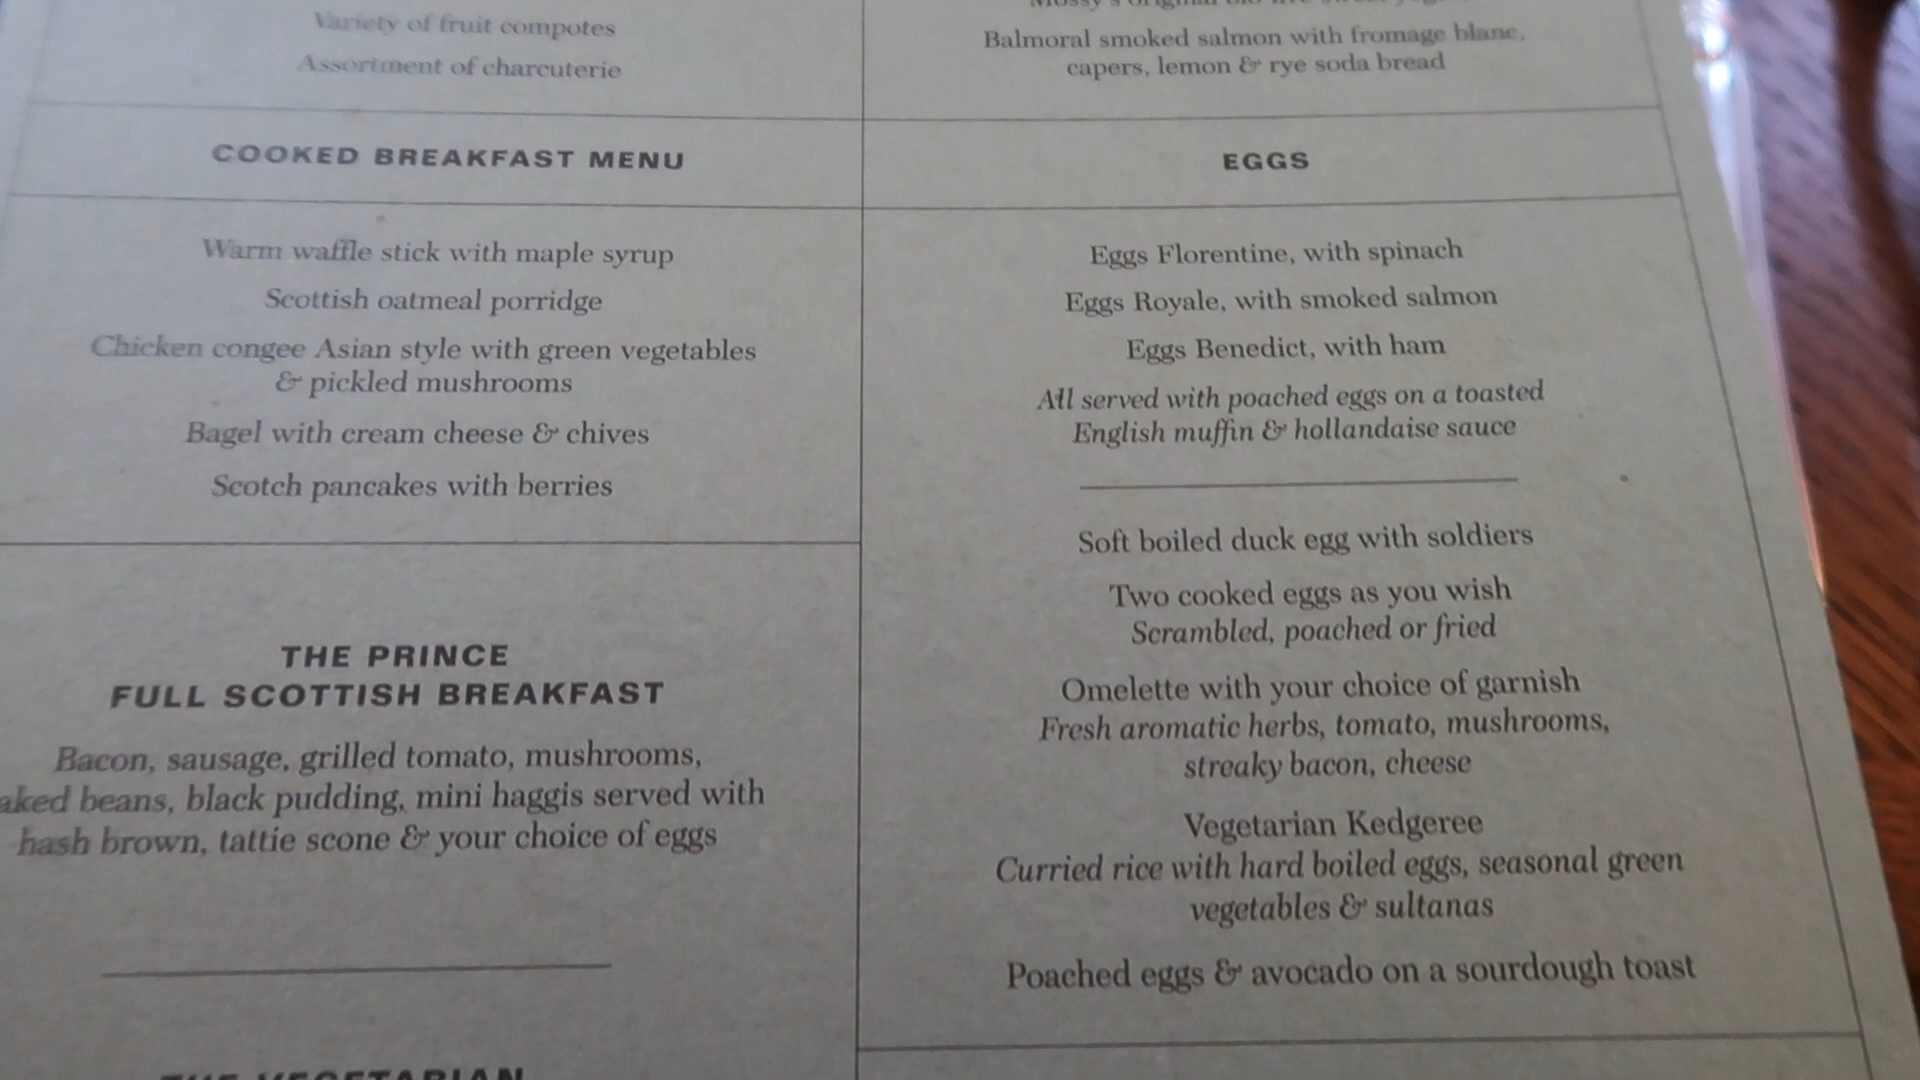 Variety of fruit compotes
Assortment of charcuterie
Balmoral smoked salmon with fromage blanc,
capers, lemon & rye soda bread
COOKED BREAKFAST MENU
Warm waffle stick with maple syrup
Scottish oatmeal porridge
Chicken congee Asian style with green vegetables
& pickled mushrooms
Bagel with cream cheese & chives
Scotch pancakes with berries
THE PRINCE
FULL SCOTTISH BREAKFAST
Bacon, sausage, grilled tomato, mushrooms,
aked beans, black pudding, mini haggis served with
hash brown, tattie scone & your choice of eggs
THE VEGETARIAN
EGGS
Eggs Florentine, with spinach
Eggs Royale, with smoked salmon
Eggs Benedict, with ham
All served with poached eggs on a toasted
English muffin & hollandaise sauce
Soft boiled duck egg with soldiers
Two cooked eggs as you wish
Scrambled, poached or fried
Omelette with your choice of garnish
Fresh aromatic herbs, tomato, mushrooms,
streaky bacon, cheese
Vegetarian Kedgeree
Curried rice with hard boiled eggs, seasonal green
vegetables & sultanas
Poached eggs & avocado on a sourdough toast